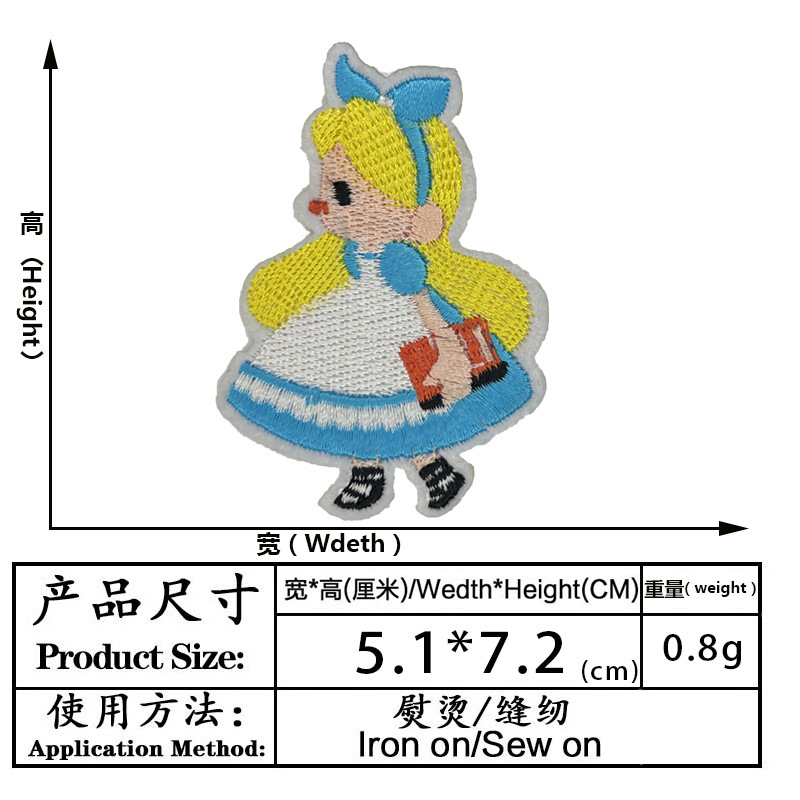 高 (Height)
宽 ( Wdeth )
产品尺寸
Product Size:
宽*高(厘米)/Wedth*Height(CM)
重量( weight )
5.1*7.2 (cm)
0.8g
使用方法:
Application Method:
熨烫/缝纫
Iron on/Sew on